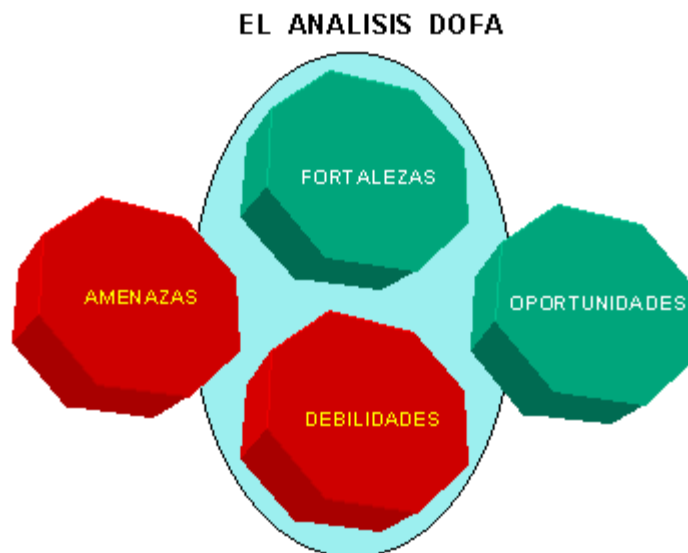 EL ANALISIS DOFA
FORTALEZAS
AMENAZAS
OPORTUNIDADES
DEBILIDADES